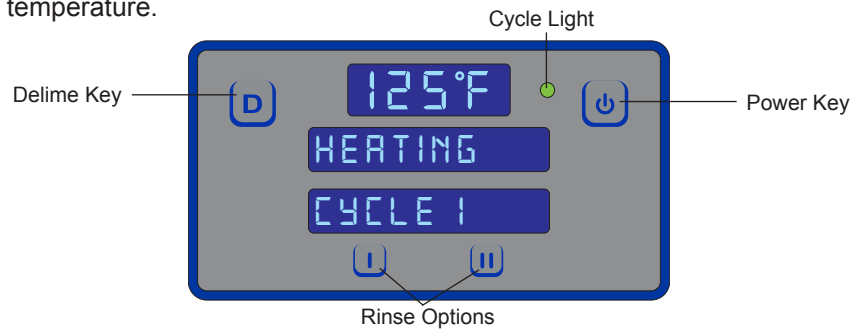 temperature.
Cycle Light
125°F
Delime Key
D
Power Key
HEATING
CYCLE 1
I
II
Rinse Options